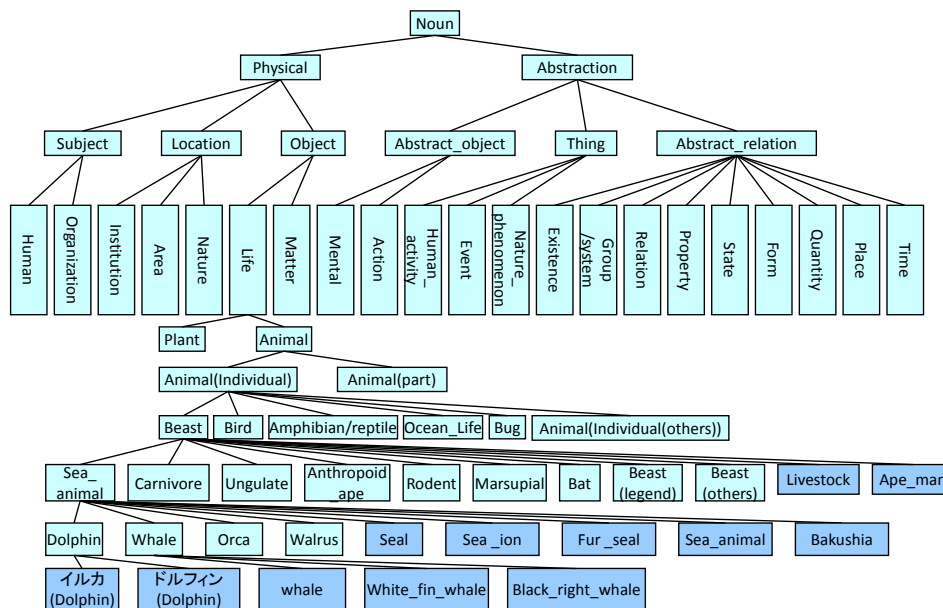 Noun
Physical
Abstraction
Subject
Location
Object
Abstract_object
Thing
Abstract_relation
Human
Organization
Institution
Area
Nature
Life
Matter
Mental
Action
Human_
activity
Event
Nature_
phenomenon
Existence
Group
/system
Relation
Property
State
Form
Quantity
Place
Time
Plant
Animal
Animal(Individual)
Animal(part)
Beast
Bird
Amphibian/reptile
Ocean_Life
Bug
Animal(Individual(others))
Sea_
animal
Carnivore
Ungulate
Anthropoid
_ape
Rodent
Marsupial
Bat
Beast
(legend)
Beast
(others)
Livestock
Ape_man
Dolphin
Whale
Orca
Walrus
Seal
Sea _ion
Fur _seal
Sea_animal
Bakushia
イルカ
(Dolphin)
ドルフィン
(Dolphin)
whale
White_fin_whale
Black_right_whale